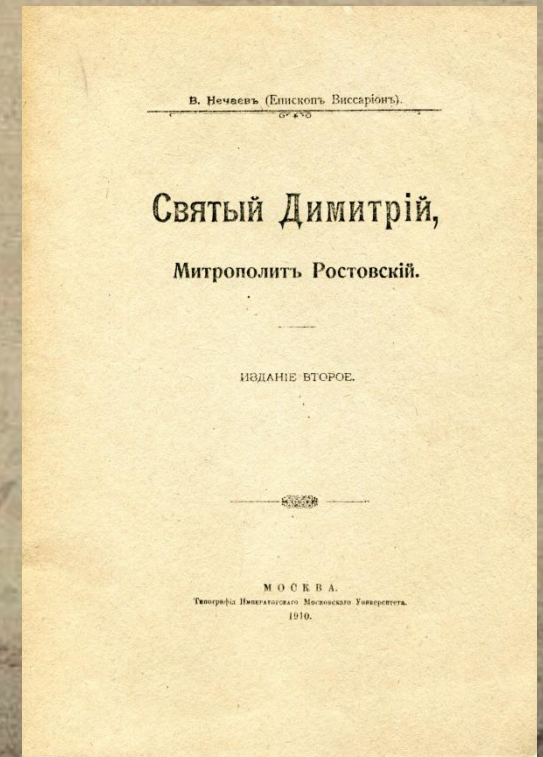 В. Нечаевъ (Епископъ Виссаріонъ).
Святый Димитрій,
Митрополитъ Ростовскій.
ИЗДАНІЕ ВТОРОЕ.
МОСКВА.
Типографія Императорскаго Московскаго Университета.
1910.